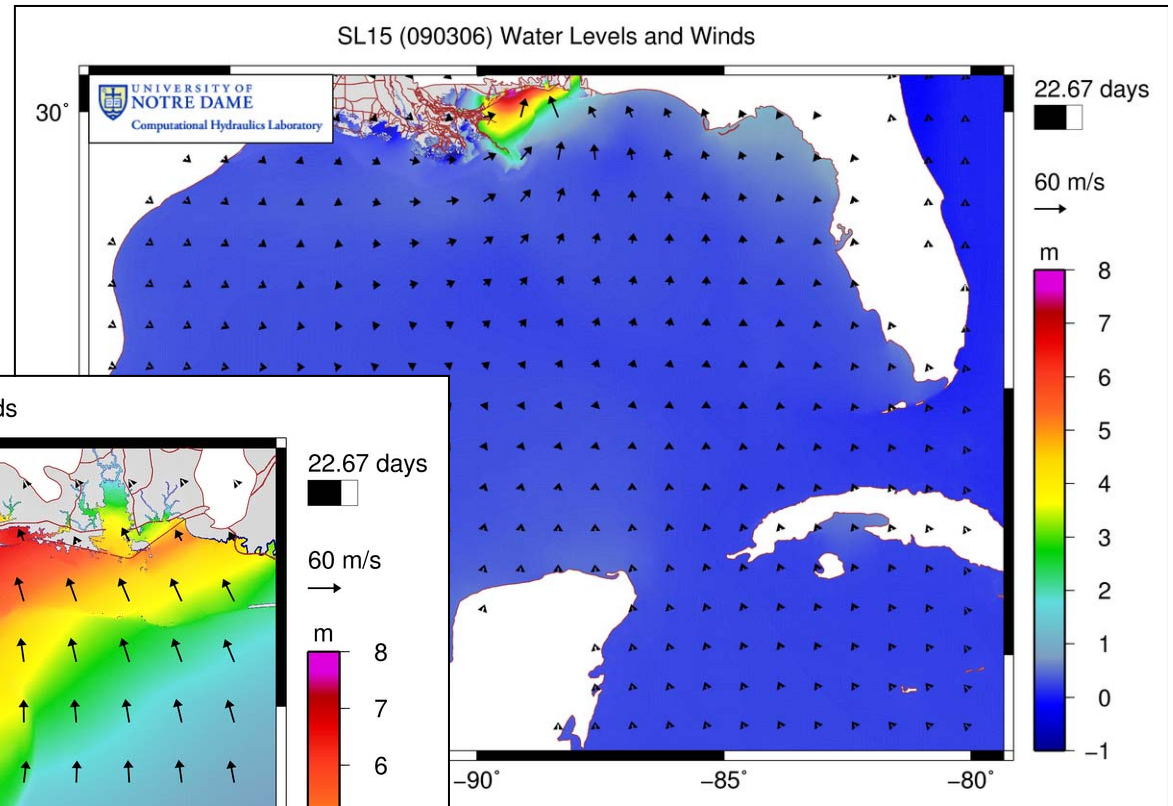 SL15 (090306) Water Levels and Winds
UNIVERSITY OF
NOTRE DAME
Computational Hydraulics Laboratory
30°
22.67 days
60 m/s
m
8
7
6
5
4
3
2
1
0
−1
−90°
−85°
−80°
ds
22.67 days
60 m/s
m
8
7
6